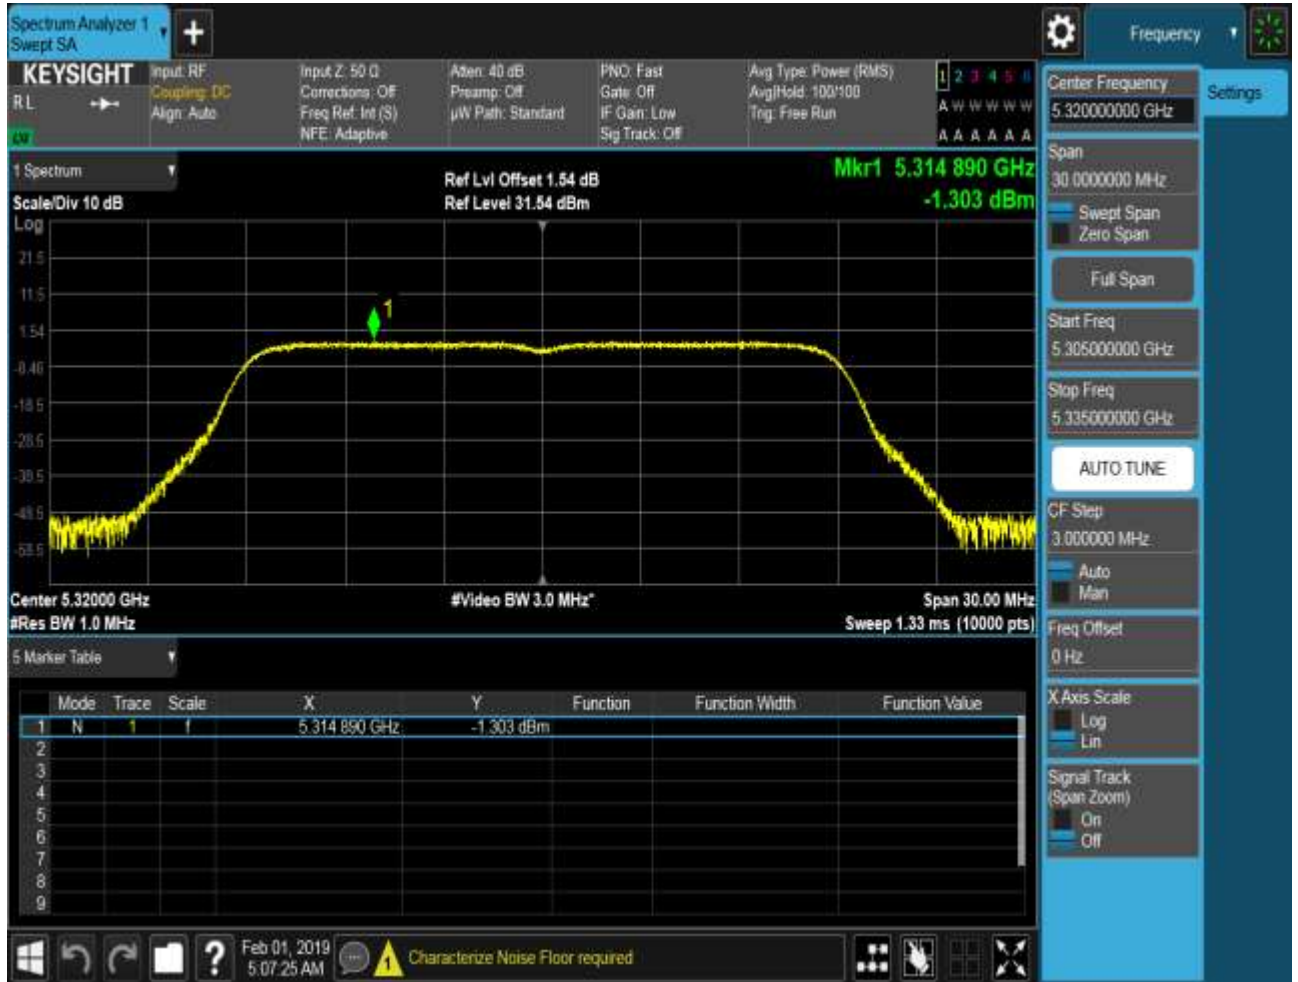 Spectrum Analyzer 1
Swept SA
+
Frequency
KEYSIGHT
R L
Input: RF
Coupling: DC
Align: Auto
Input Z: 50 Ω
Corrections: Off
Freq Ref: Int (S)
NFE: Adaptive
Atten: 40 dB
Preamp: Off
µW Path: Standard
PNO: Fast
Gate: Off
IF Gain: Low
Sig Track: Off
Avg Type: Power (RMS)
Avg|Hold: 100/100
Trig: Free Run
1 2 3 4 5 6
A W W W W W
A A A A A A
1 Spectrum
Scale/Div 10 dB
Ref Lvl Offset 1.54 dB
Ref Level 31.54 dBm
Mkr1 5.314 890 GHz
-1.303 dBm
Log
21.5
11.5
1.54
-8.46
-18.5
-28.5
-38.5
-48.5
-58.5
1
Center 5.32000 GHz
#Res BW 1.0 MHz
#Video BW 3.0 MHz*
Span 30.00 MHz
Sweep 1.33 ms (10000 pts)
5 Marker Table
Mode Trace Scale X Y Function Function Width Function Value
1 N 1 f 5.314 890 GHz -1.303 dBm
2
3
4
5
6
7
8
9
Center Frequency
5.320000000 GHz
Settings
Span
30.0000000 MHz
Swept Span
Zero Span
Full Span
Start Freq
5.305000000 GHz
Stop Freq
5.335000000 GHz
AUTO TUNE
CF Step
3.000000 MHz
Auto
Man
Freq Offset
0 Hz
X Axis Scale
Log
Lin
Signal Track
(Span Zoom)
On
Off
?
Feb 01, 2019
5:07:25 AM
1
Characterize Noise Floor required